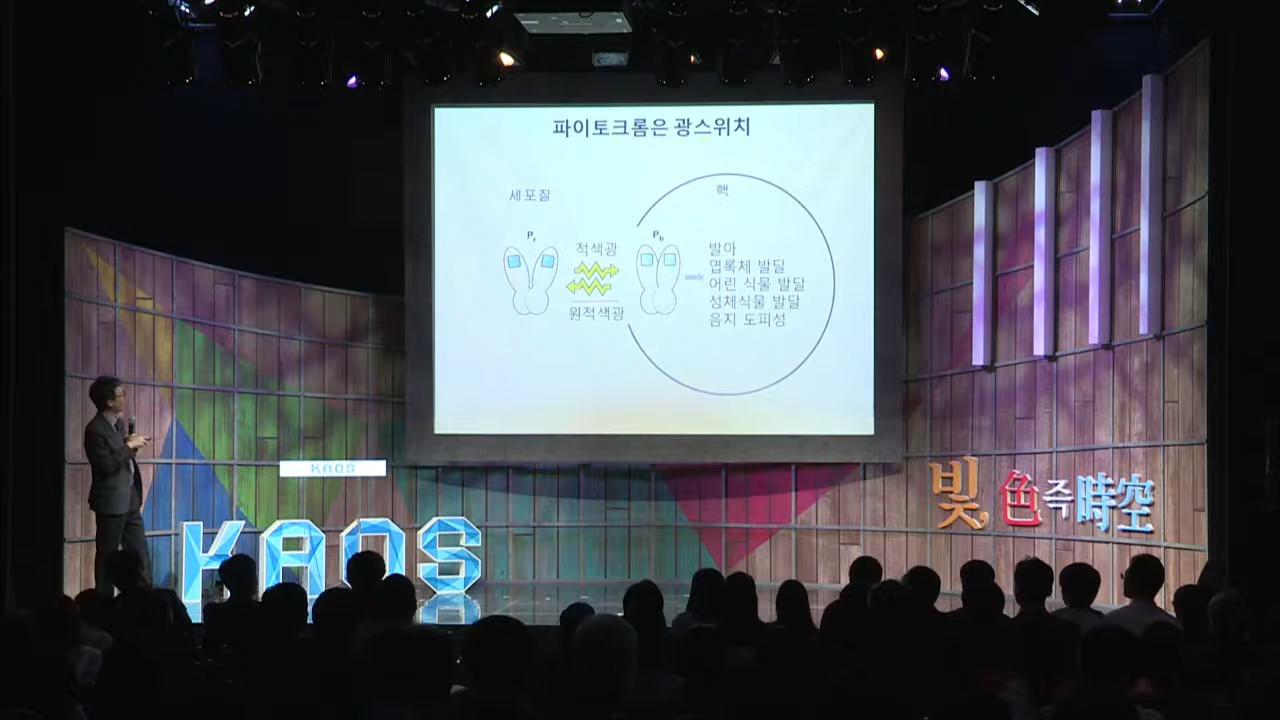 파이토크롬은 광스위치
세포질
핵
Pr
적색광
원적색광
Pfr
발아
엽록체 발달
어린 식물 발달
성체식물 발달
음지 도피성
KAOS
KAOS
빛, 色즉時空